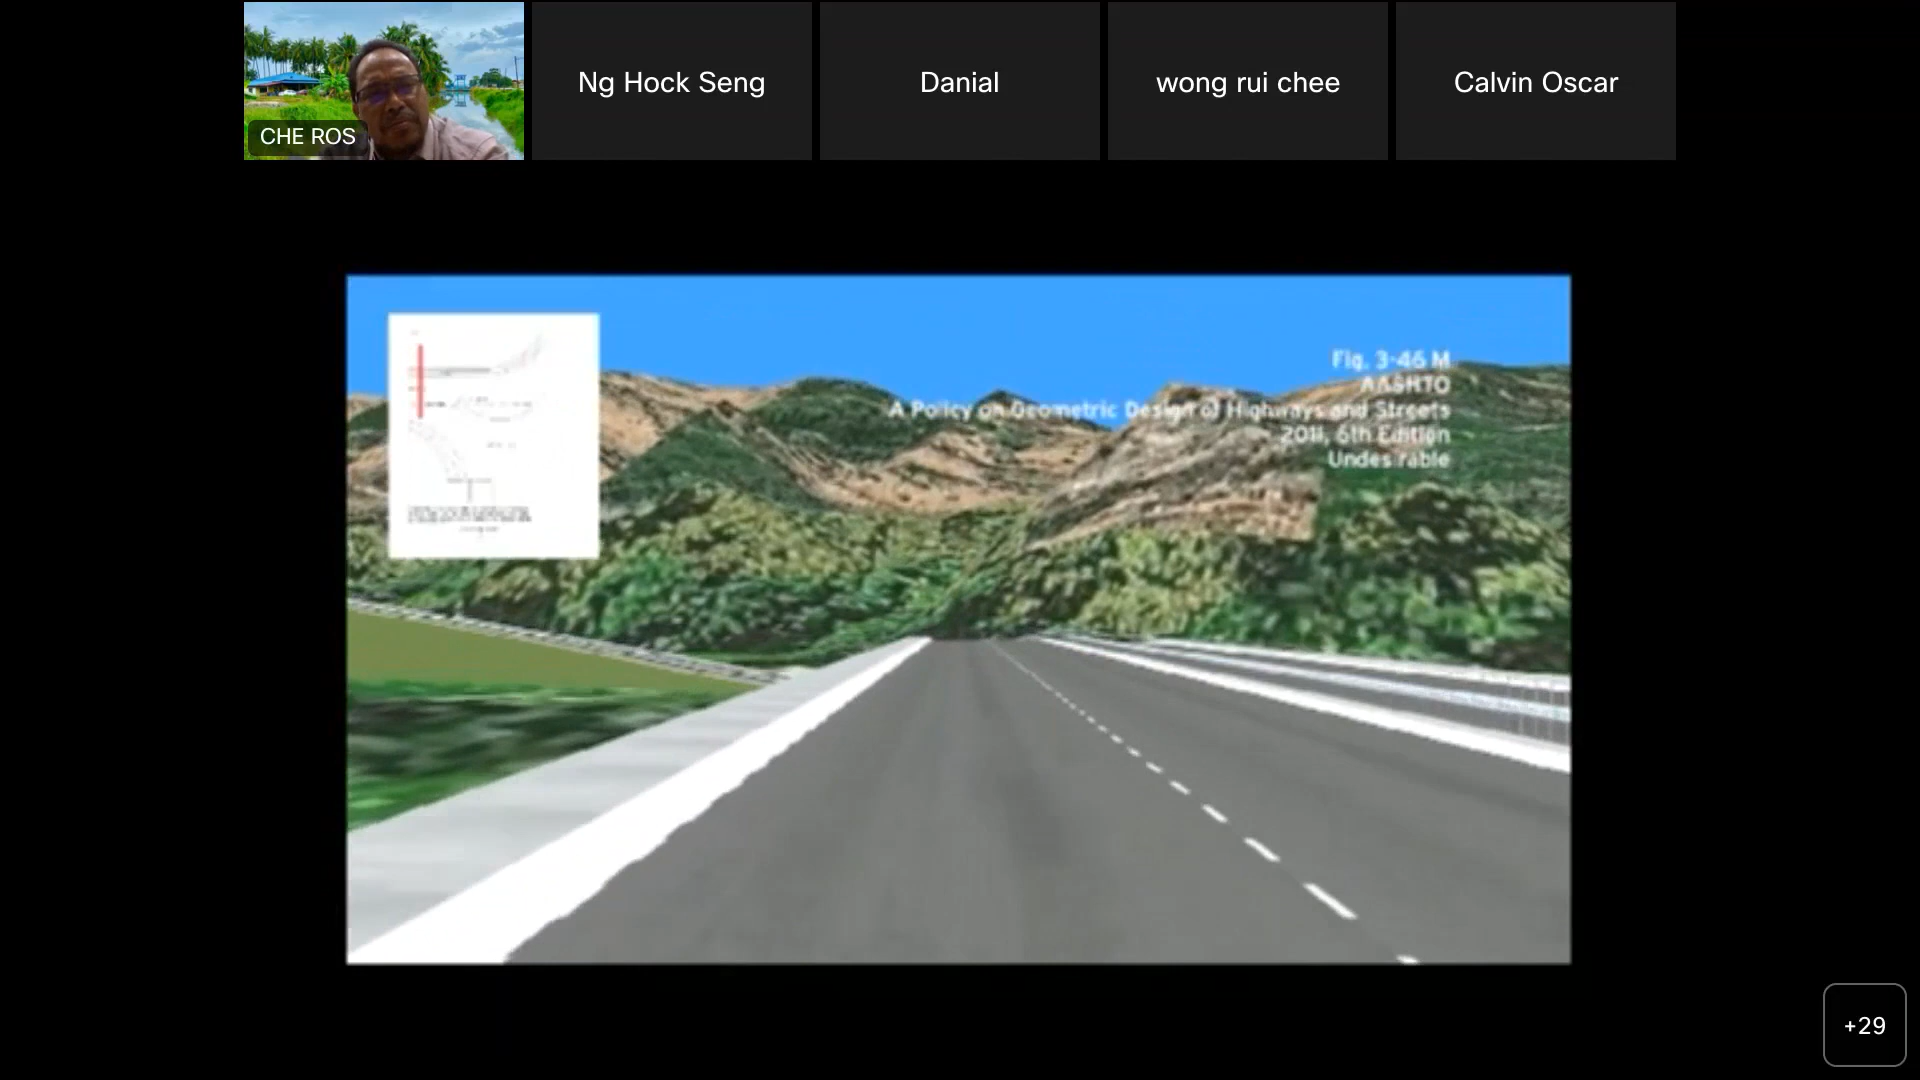 CHE ROS
Ng Hock Seng
Danial
wong rui chee
Calvin Oscar
Fig. 3-46 M
AASHTO
A Policy on Geometric Design of Highways and Streets
2011, 6th Edition
Undesirable
+29